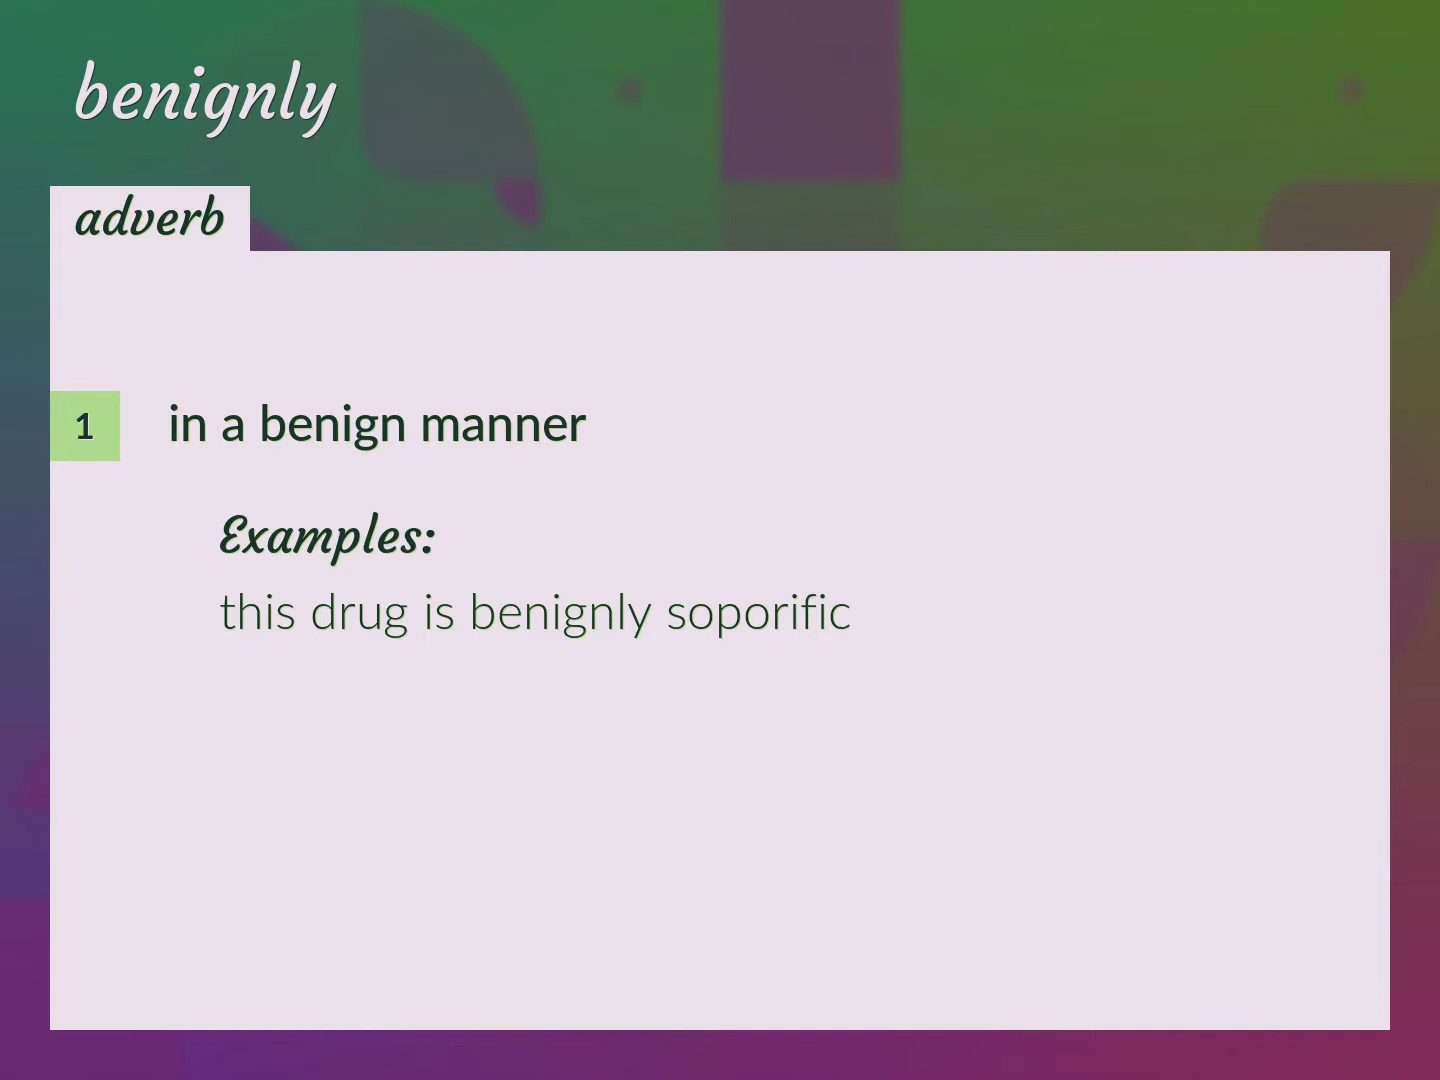 benignly
adverb
1 in a benign manner
Examples:
this drug is benignly soporific